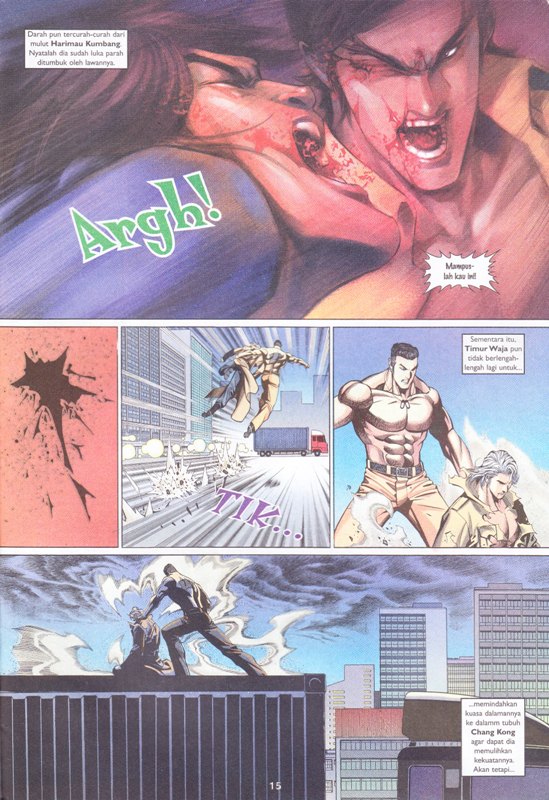 Darah pun tercurah-curah dari
mulut Harimau Kumbang.
Nyatalah dia sudah luka parah
ditumbuk oleh lawannya.
Argh!
Mampus-
lah kau ini!
TIK...
Sementara itu,
Timur Waja pun
tidak berlengah-
lengah lagi untuk...
...memindahkan
kuasa dalamannya
ke dalamm tubuh
Chang Kong
agar dapat dia
memulihkan
kekuatannya.
Akan tetapi...
15